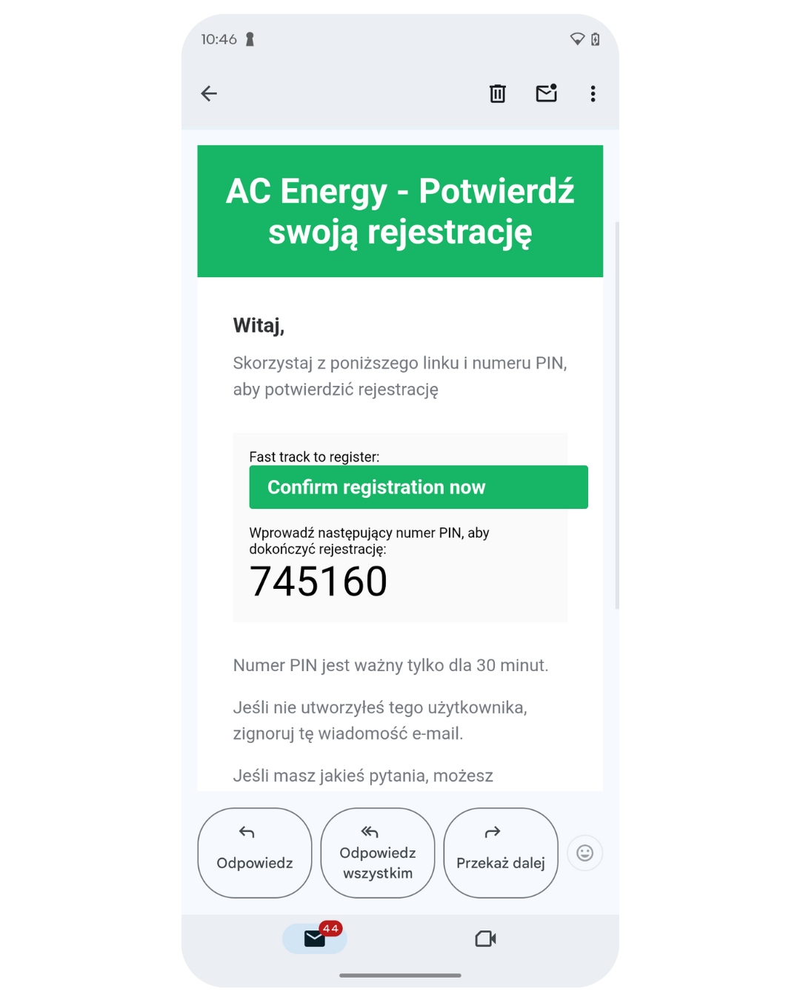 10:46
AC Energy - Potwierdź
swoją rejestrację
Witaj,
Skorzystaj z poniższego linku i numeru PIN,
aby potwierdzić rejestrację
Fast track to register:
Confirm registration now
Wprowadź następujący numer PIN, aby
dokończyć rejestrację:
745160
Numer PIN jest ważny tylko dla 30 minut.
Jeśli nie utworzyłeś tego użytkownika,
zignoruj tę wiadomość e-mail.
Jeśli masz jakieś pytania, możesz
Odpowiedz
Odpowiedz
wszystkim
Przekaż dalej
44